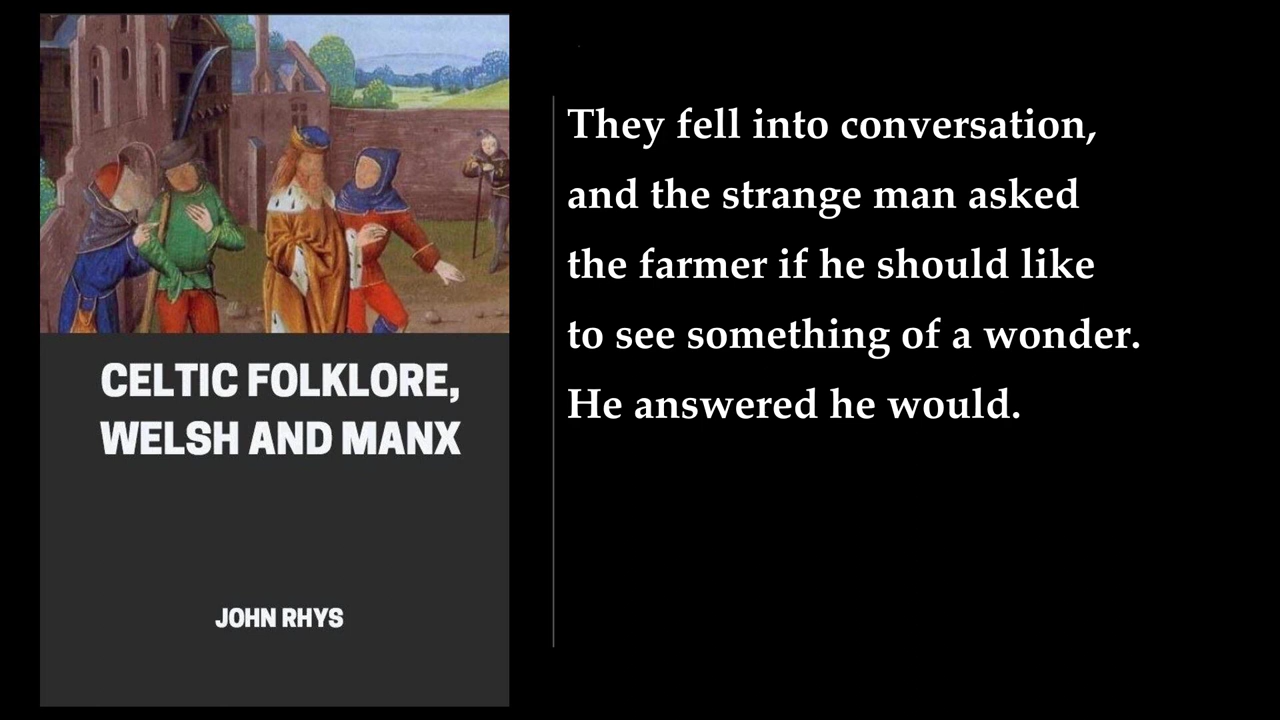 CELTIC FOLKLORE,
WELSH AND MANX
JOHN RHYS
They fell into conversation,
and the strange man asked
the farmer if he should like
to see something of a wonder.
He answered he would.